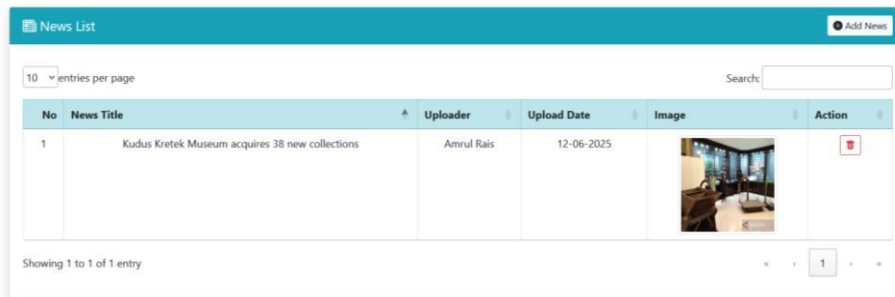 News List
Add News
10 entries per page
Search:
No News Title Uploader Upload Date Image Action
1 Kudus Kretek Museum acquires 38 new collections Amrul Rais 12-06-2025
Showing 1 to 1 of 1 entry
« ‹ 1 › »